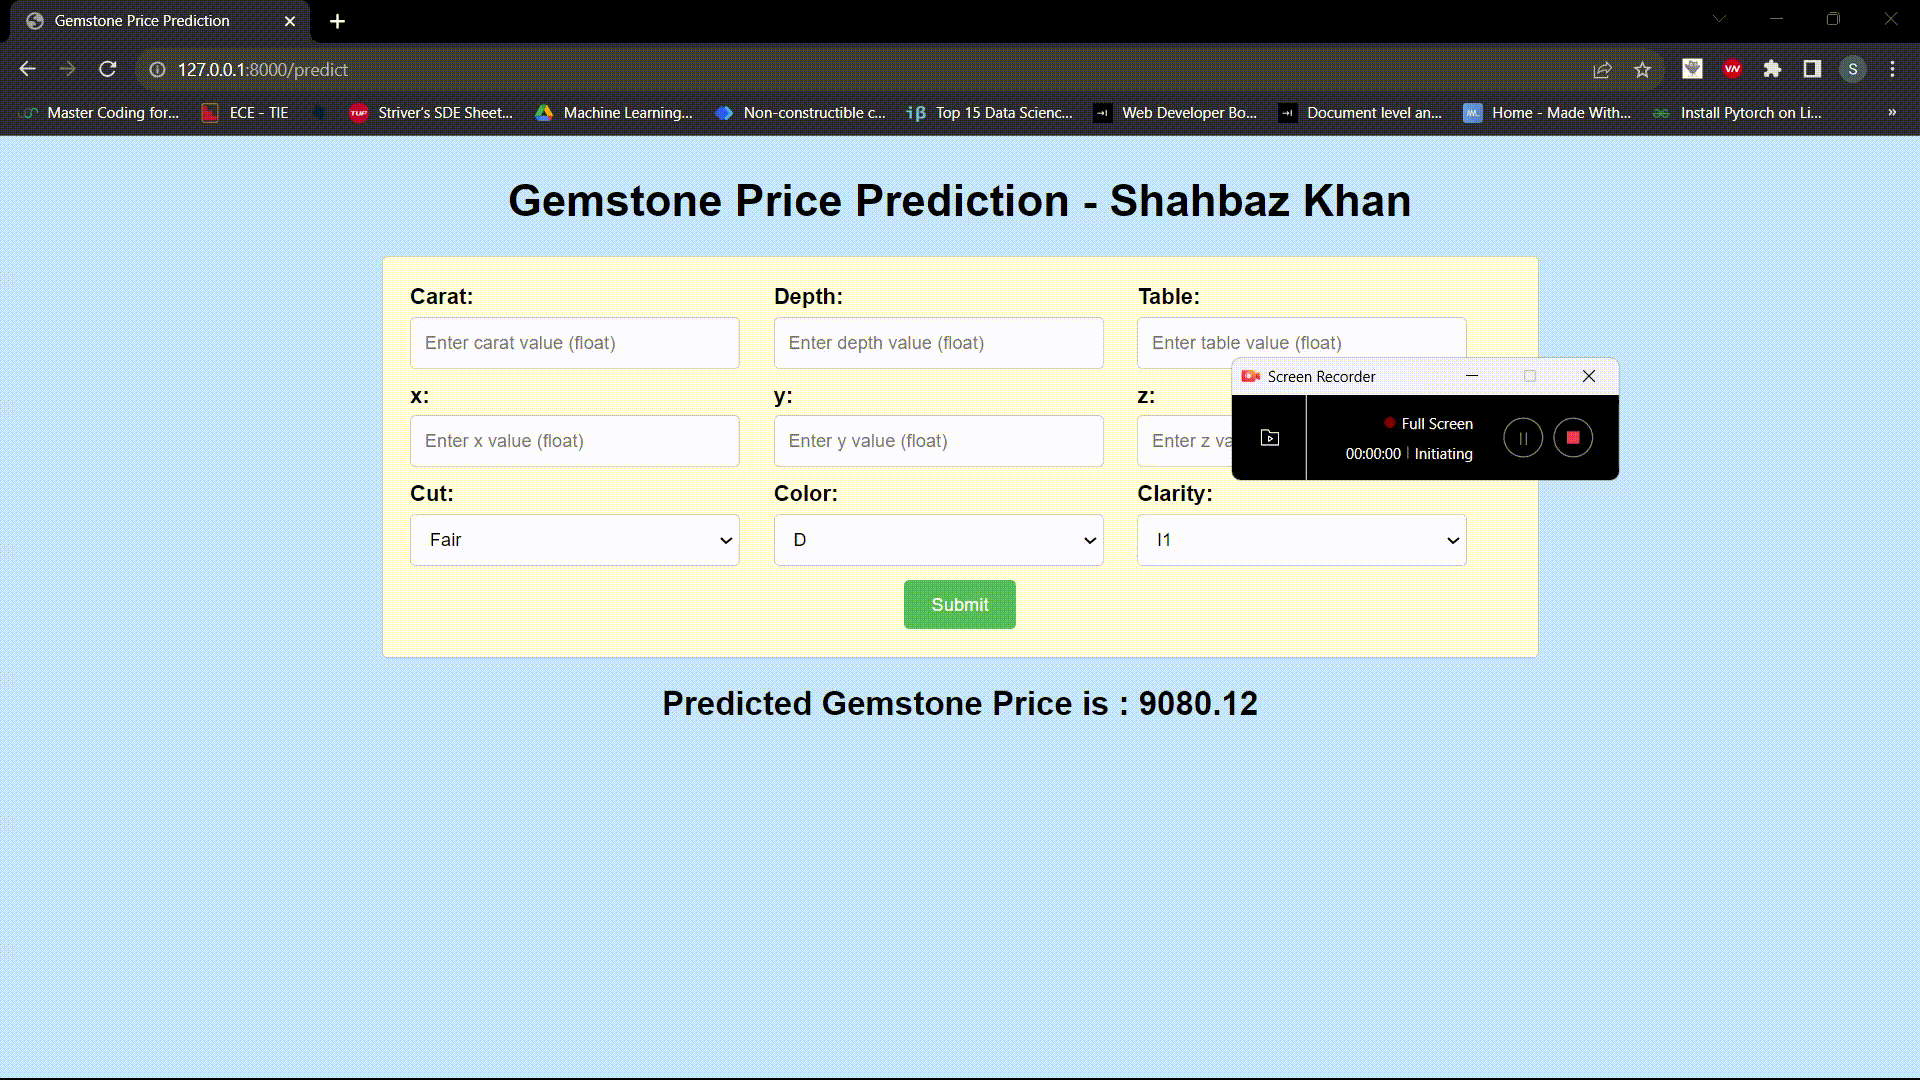 Gemstone Price Prediction
127.0.0.1:8000/predict
S
Master Coding for... ECE - TIE TUF Striver's SDE Sheet... Machine Learning... Non-constructible c... iβ Top 15 Data Scienc... Web Developer Bo... Document level an... Home - Made With... Install Pytorch on Li... »
Gemstone Price Prediction - Shahbaz Khan
Carat: Depth: Table:
Enter carat value (float) Enter depth value (float) Enter table value (float)
Screen Recorder
x: y: z:
Full Screen
Enter x value (float) Enter y value (float) Enter z va
00:00:00 | Initiating
Cut: Color: Clarity:
Fair D I1
Submit
Predicted Gemstone Price is : 9080.12